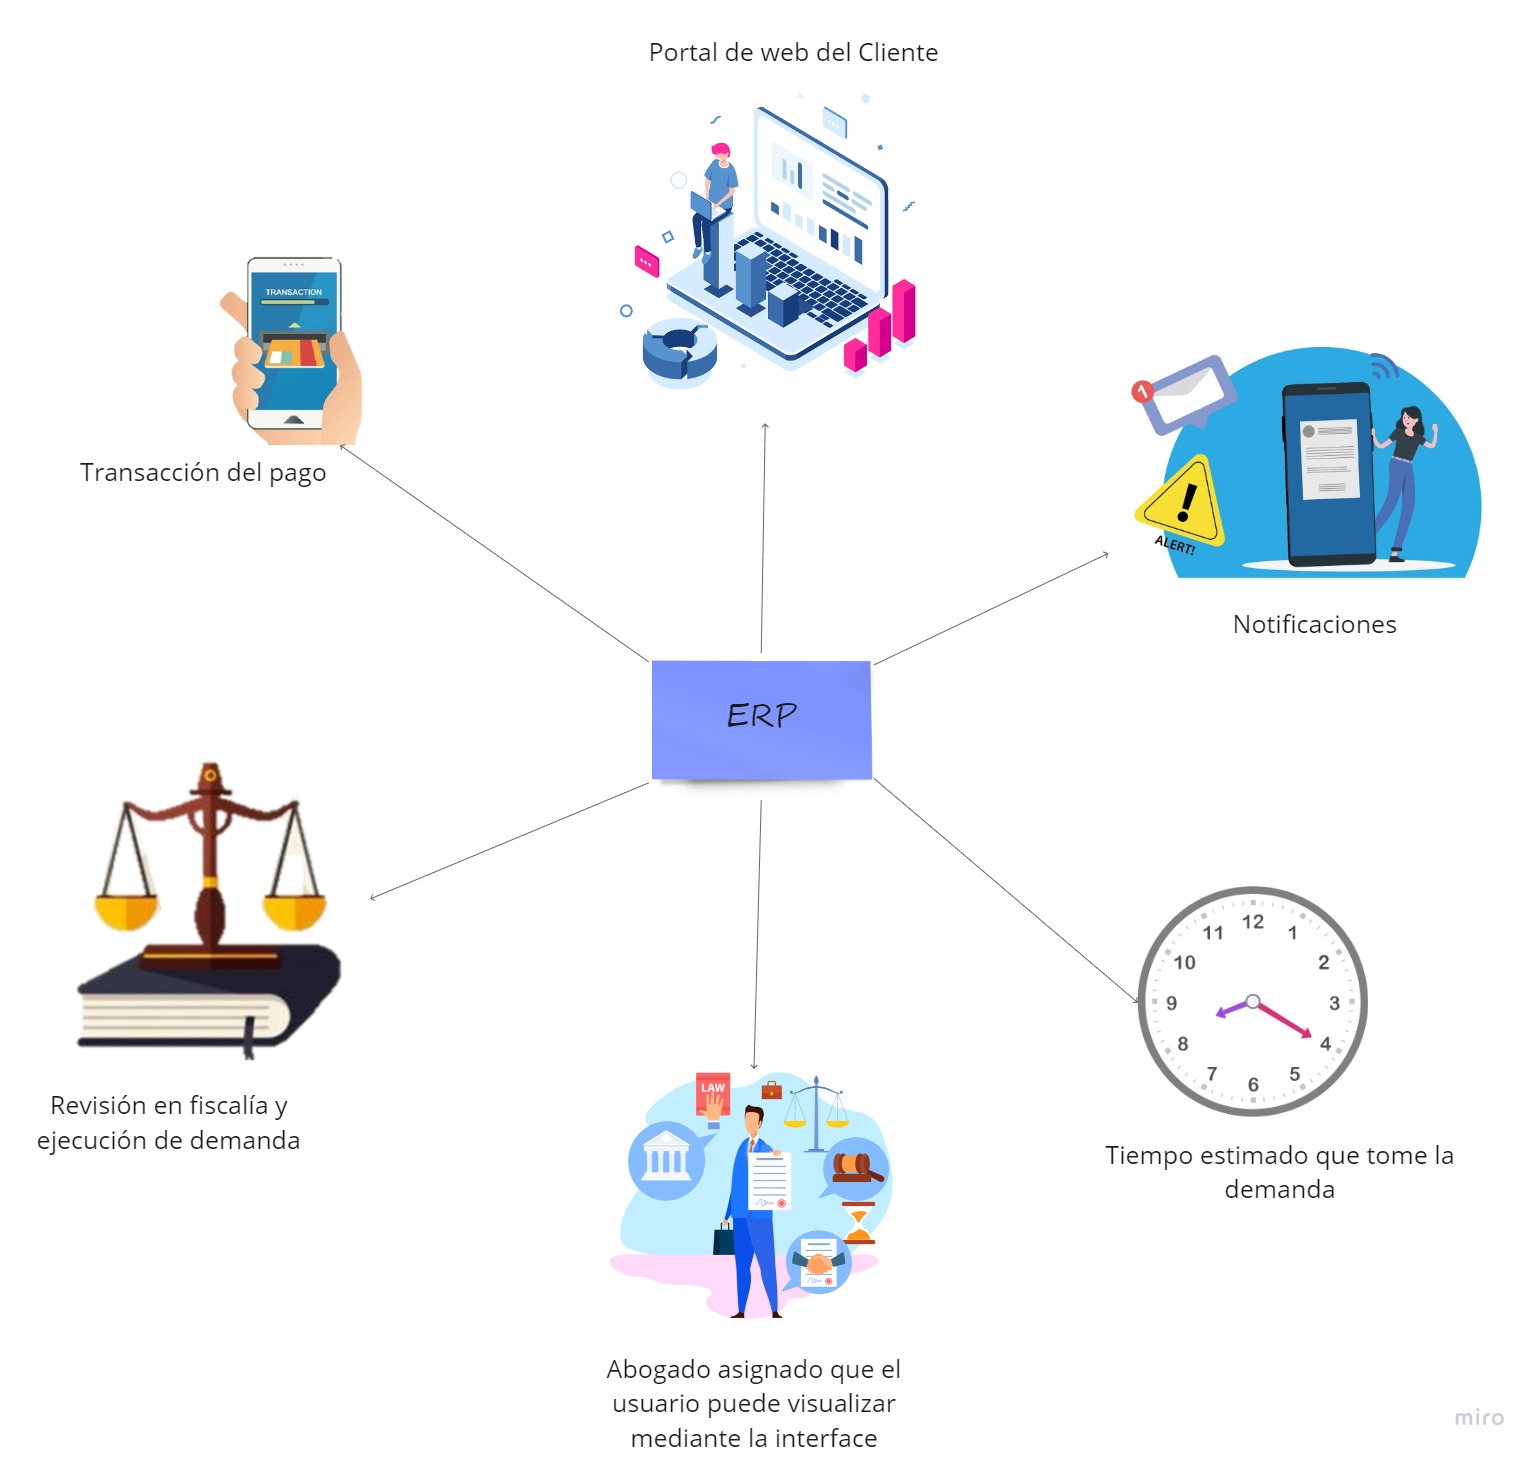 Portal de web del Cliente
TRANSACTION
Transacción del pago
1
ALERT!
Notificaciones
ERP
12
11
1
10
2
9
3
8
4
7
5
6
Revisión en fiscalía y
ejecución de demanda
LAW
Tiempo estimado que tome la
demanda
Abogado asignado que el
usuario puede visualizar
mediante la interface
miro